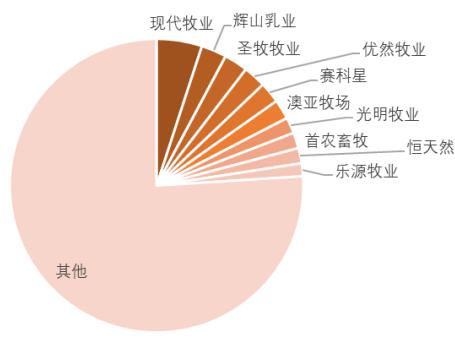 现代牧业
辉山乳业
圣牧牧业
优然牧业
赛科星
澳亚牧场
光明牧业
首农畜牧
恒天然
乐源牧业
其他